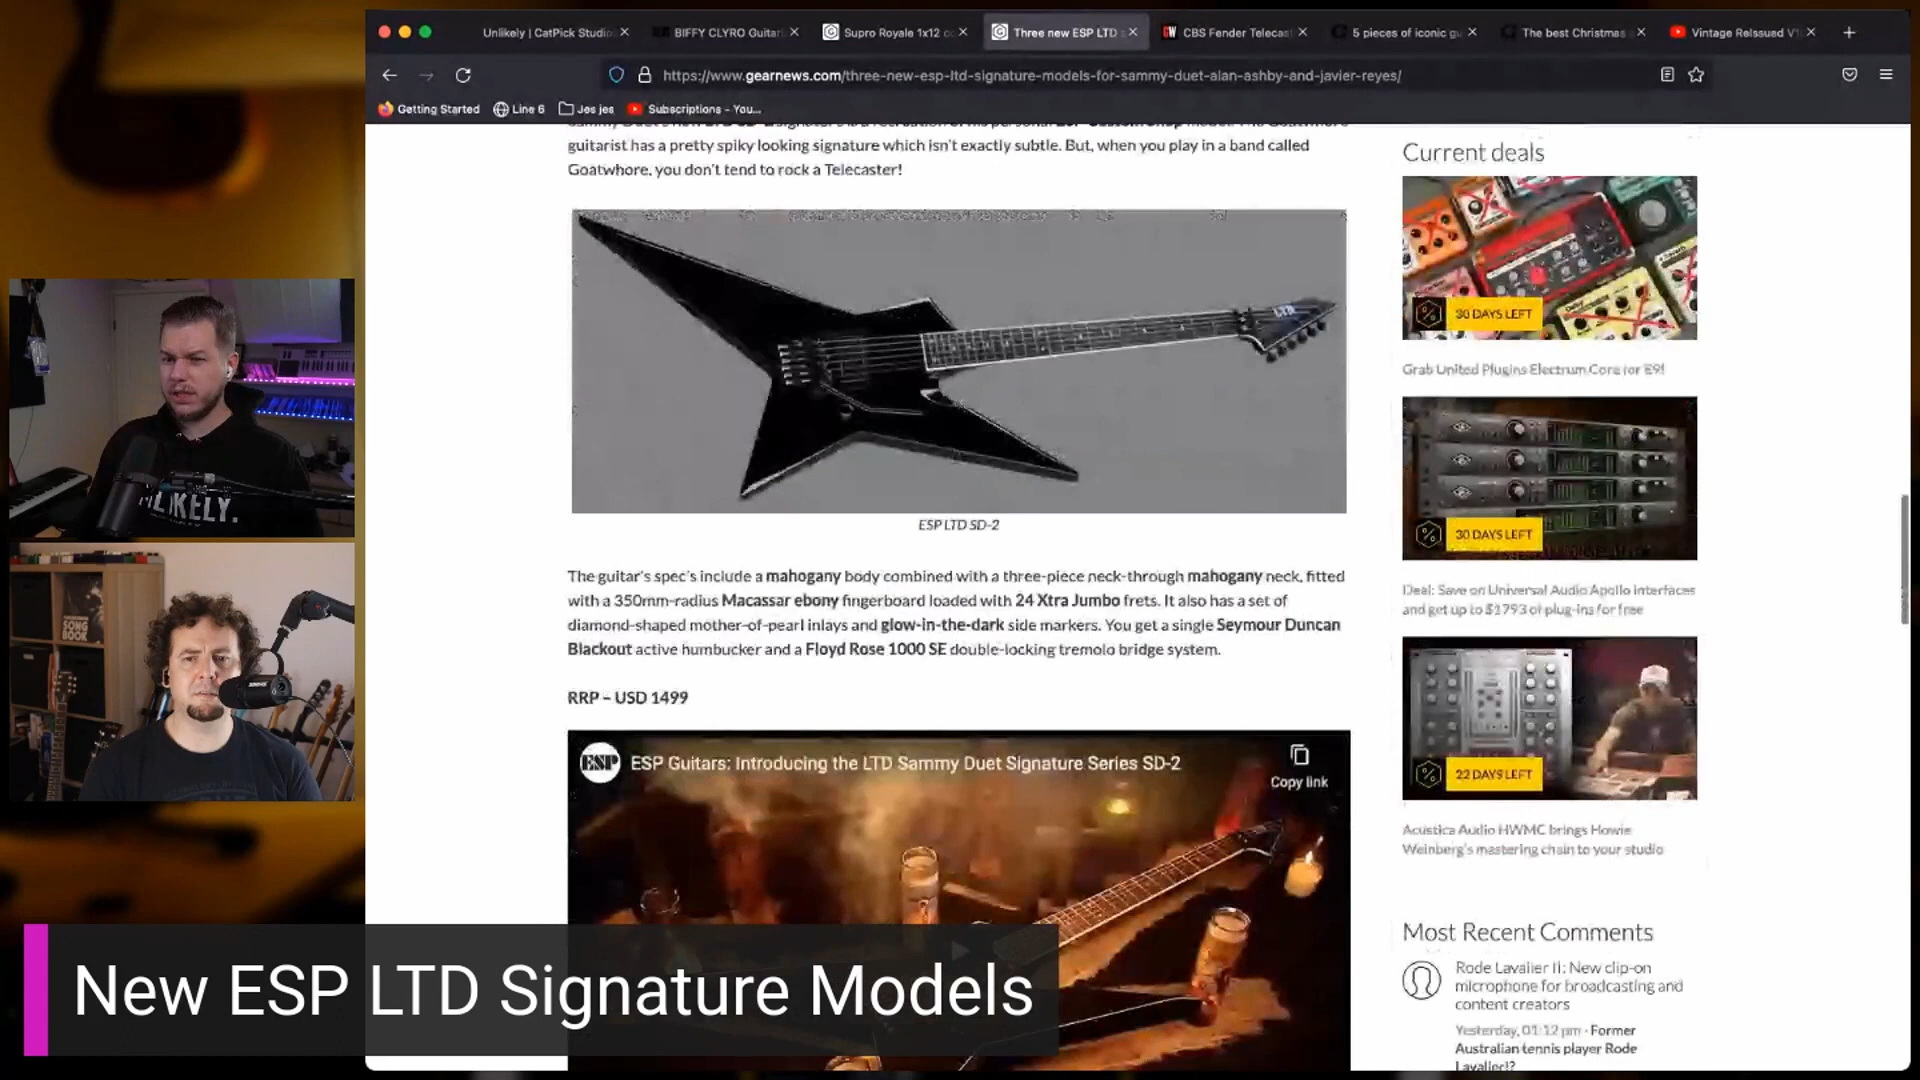 Unlikely | CatPick Studio
BIFFY CLYRO Guitar
Supro Royale 1x12 c
Three new ESP LTD s
CBS Fender Telecas
5 pieces of iconic gu
The best Christmas
Vintage ReIssued V1
https://www.gearnews.com/three-new-esp-ltd-signature-models-for-sammy-duet-alan-ashby-and-javier-reyes/
Getting Started
Line 6
Jes jes
Subscriptions – You...
guitarist has a pretty spiky looking signature which isn't exactly subtle. But, when you play in a band called
Goatwhore, you don't tend to rock a Telecaster!
LTD
ESP LTD SD-2
The guitar's spec's include a mahogany body combined with a three-piece neck-through mahogany neck, fitted
with a 350mm-radius Macassar ebony fingerboard loaded with 24 Xtra Jumbo frets. It also has a set of
diamond-shaped mother-of-pearl inlays and glow-in-the-dark side markers. You get a single Seymour Duncan
Blackout active humbucker and a Floyd Rose 1000 SE double-locking tremolo bridge system.
RRP – USD 1499
ESP
ESP Guitars: Introducing the LTD Sammy Duet Signature Series SD-2
Copy link
Current deals
30 DAYS LEFT
Grab United Plugins Electrum Core for €9!
30 DAYS LEFT
Deal: Save on Universal Audio Apollo interfaces
and get up to $1793 of plug-ins for free
22 DAYS LEFT
Acustica Audio HWMC brings Howie
Weinberg's mastering chain to your studio
Most Recent Comments
Rode Lavalier II: New clip-on
microphone for broadcasting and
content creators
Yesterday, 01:12 pm · Former
Australian tennis player Rode
Lavalier!?
SONG
BOOK
New ESP LTD Signature Models